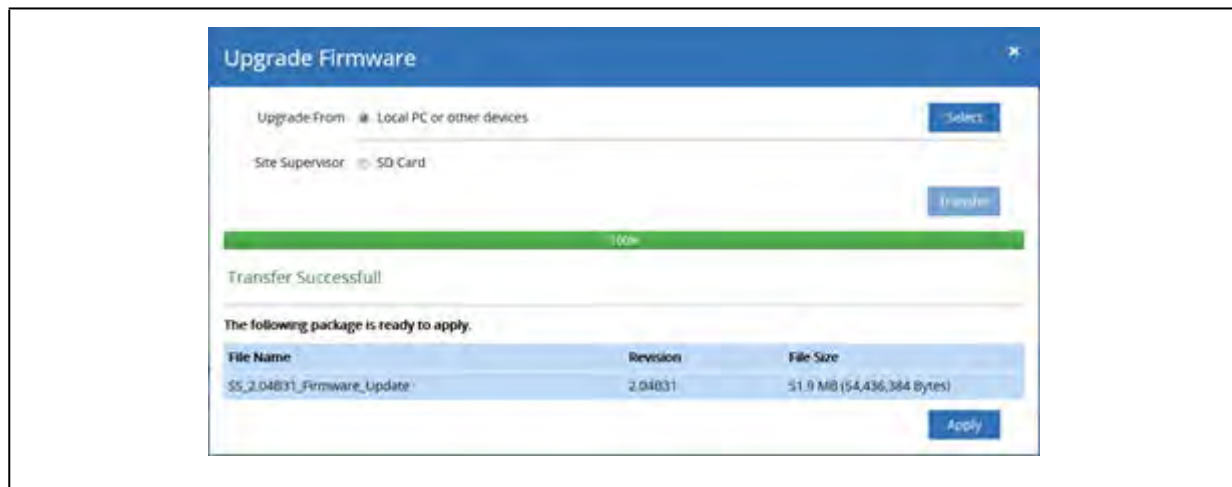 Upgrade Firmware ×
Upgrade From Local PC or other devices Select
Site Supervisor SD Card
Transfer
100%
Transfer Successful!
The following package is ready to apply.
File Name Revision File Size
SS_2.04B31_Firmware_Update 2.04B31 51.9 MB (54,436,384 Bytes)
Apply